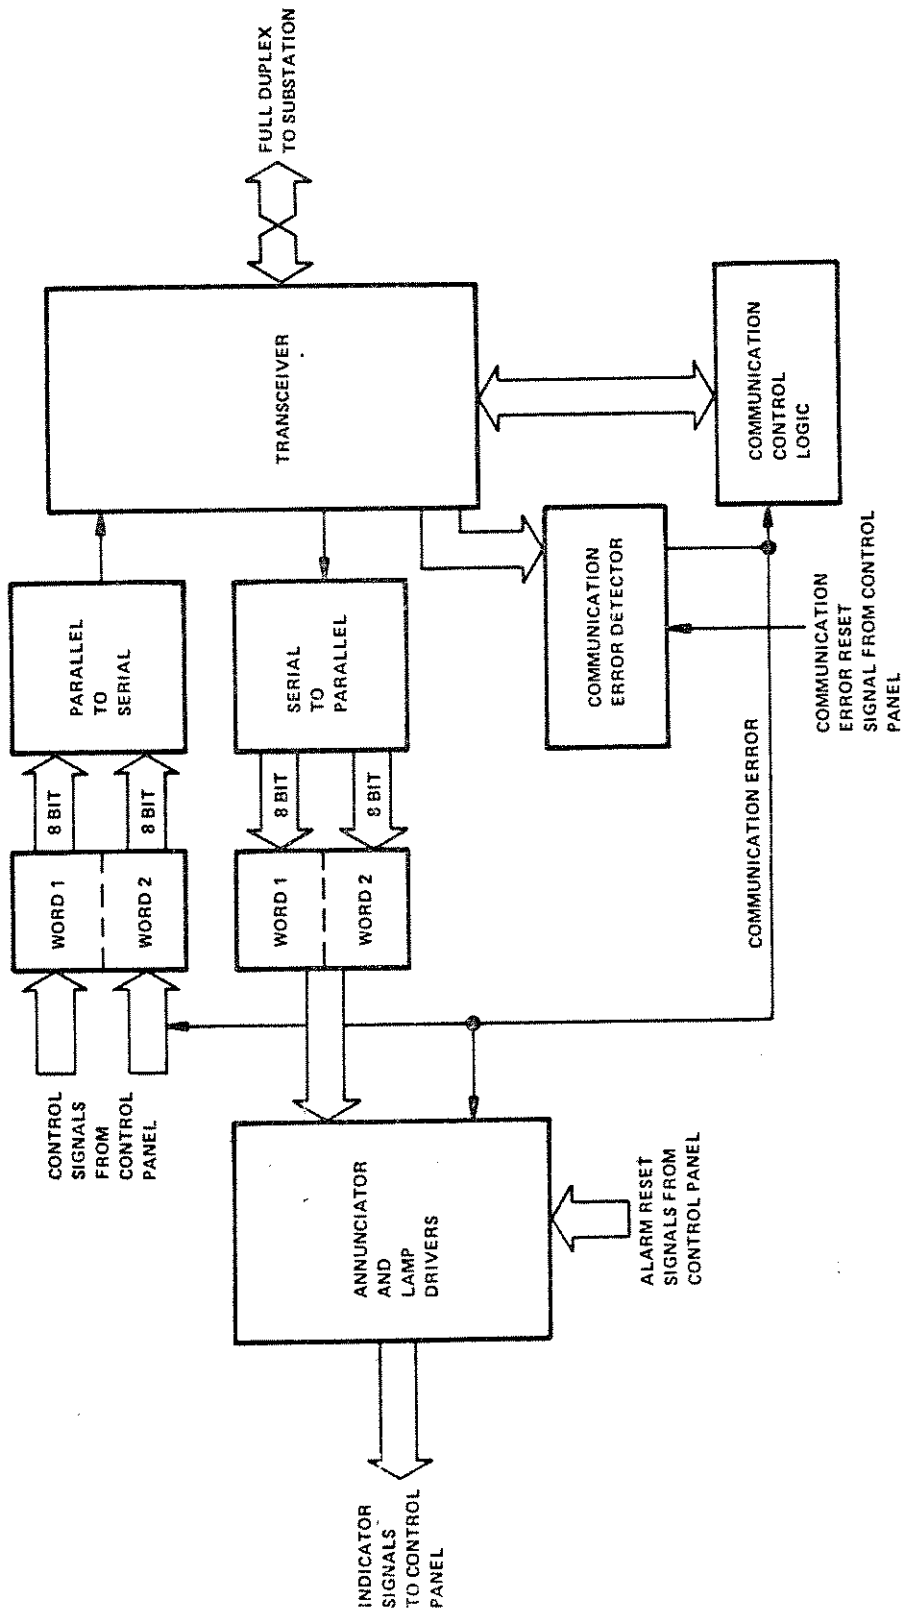 CONTROL
SIGNALS
FROM
CONTROL
PANEL
WORD 1
WORD 2
8 BIT
8 BIT
PARALLEL
TO
SERIAL
TRANSCEIVER
FULL DUPLEX
TO SUBSTATION
INDICATOR
SIGNALS
TO CONTROL
PANEL
ANNUNCIATOR
AND
LAMP
DRIVERS
WORD 1
WORD 2
8 BIT
8 BIT
SERIAL
TO
PARALLEL
COMMUNICATION
ERROR DETECTOR
COMMUNICATION
CONTROL
LOGIC
ALARM RESET
SIGNALS FROM
CONTROL PANEL
COMMUNICATION ERROR
COMMUNICATION
ERROR RESET
SIGNAL FROM CONTROL
PANEL